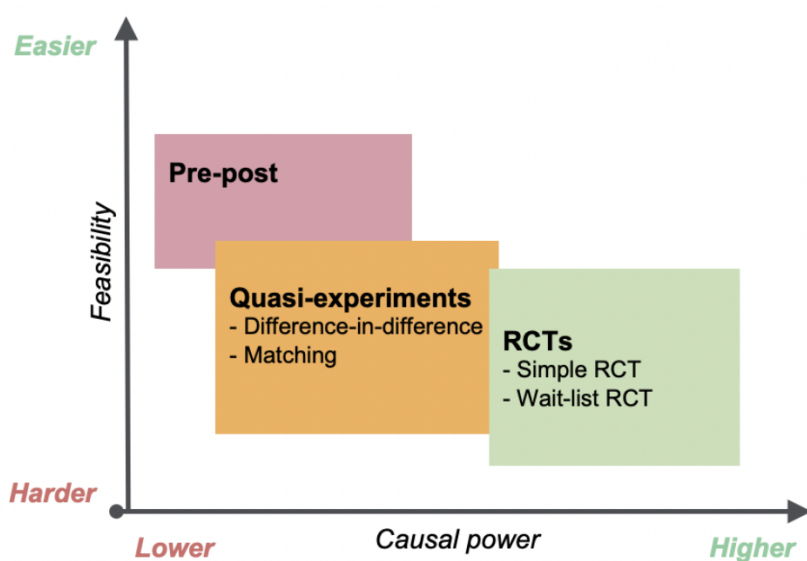 Easier
Pre-post
Feasibility
Quasi-experiments
- Difference-in-difference
- Matching
RCTs
- Simple RCT
- Wait-list RCT
Harder
Lower
Causal power
Higher